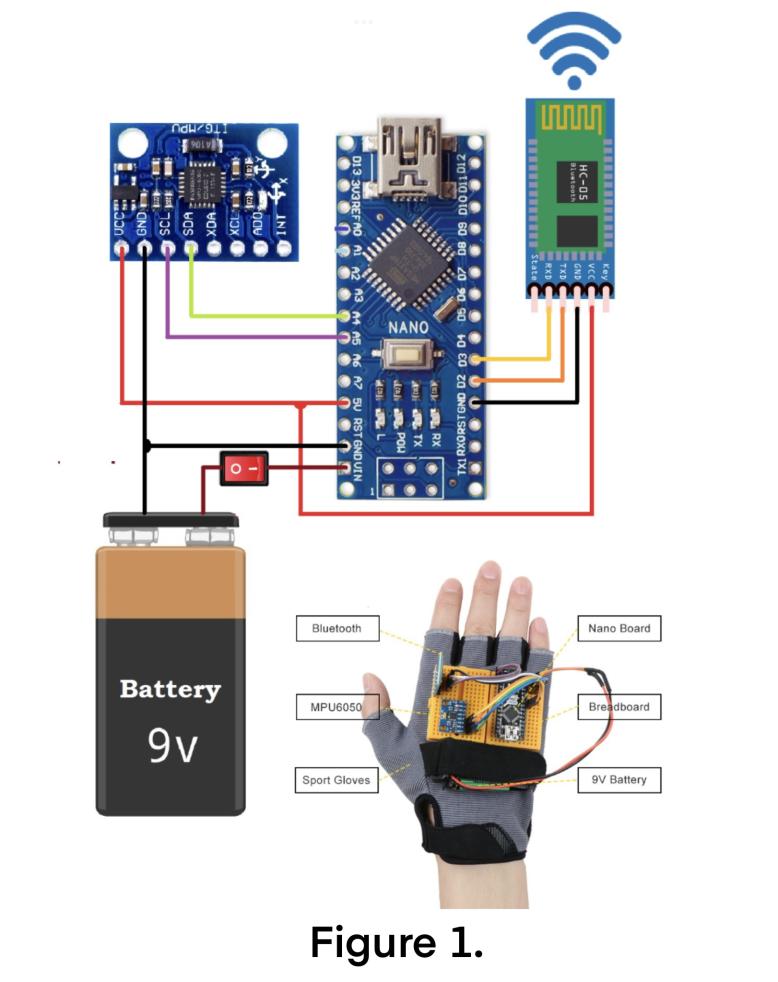 ITG/MPU
A106
VCC
GND
SCL
SDA
XDA
XCL
ADO
INT
Y
X
D13
3V3
REF
A0
A1
A2
A3
A4
A5
A6
A7
5V
RST
GND
VIN
D12
D11
D10
D9
D8
D7
D6
D5
D4
D3
D2
GND
RST
RX0
TX1
NANO
L
POW
TX
RX
1
HC-05
Bluetooth
State
RXD
TXD
GND
VCC
Key
O I
Battery
9v
Bluetooth
Nano Board
MPU6050
Breadboard
Sport Gloves
9V Battery
Figure 1.